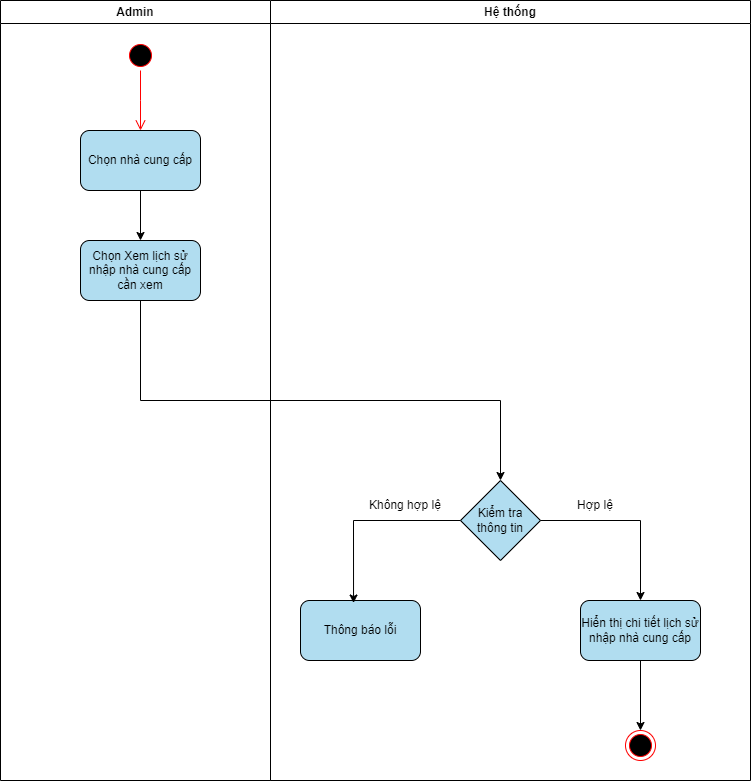 Admin
Hệ thống
Chọn nhà cung cấp
Chọn Xem lịch sử
nhập nhà cung cấp
cần xem
Kiểm tra
thông tin
Không hợp lệ
Hợp lệ
Thông báo lỗi
Hiển thị chi tiết lịch sử
nhập nhà cung cấp